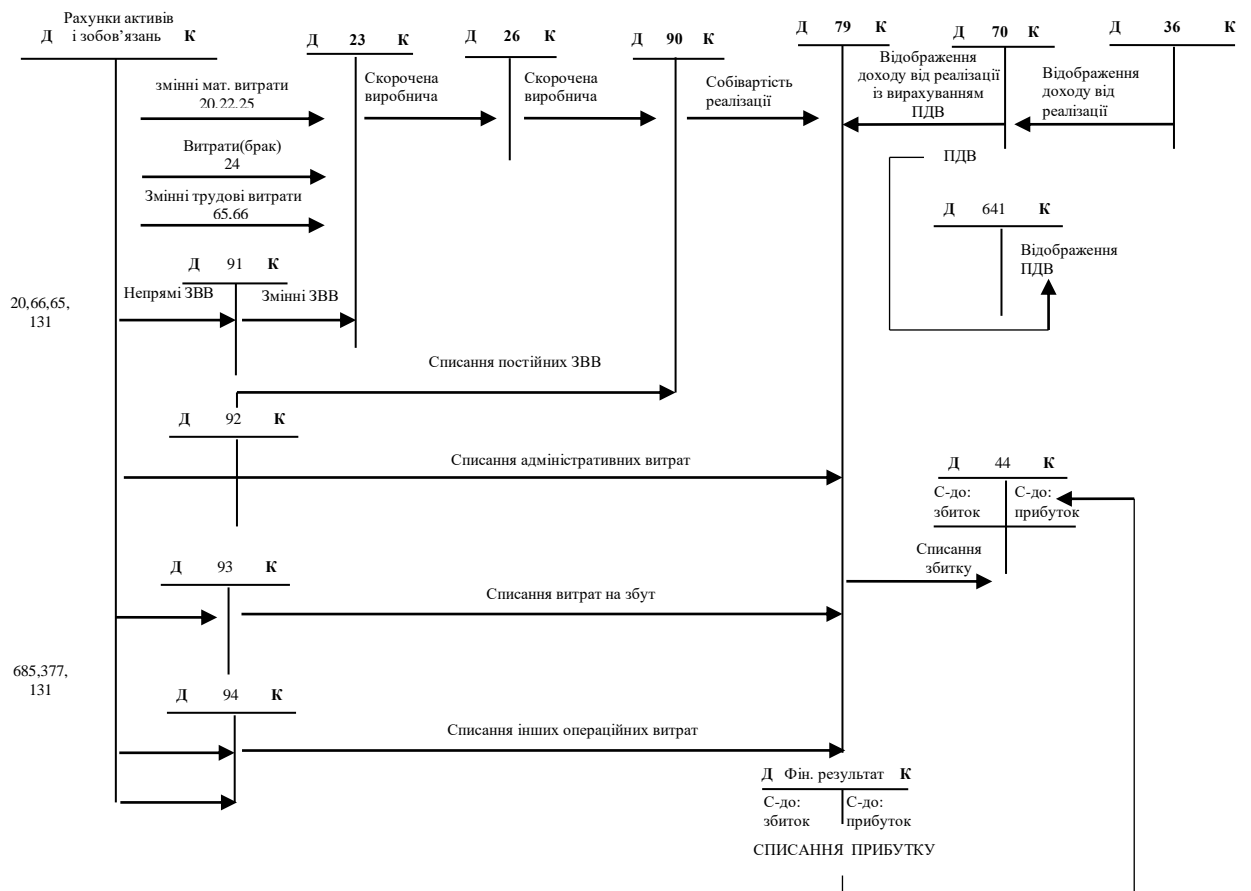 Рахунки активів
Д і зобов’язань К
Д 23 К
Д 26 К
Д 90 К
Д 79 К
Д 70 К
Д 36 К
змінні мат. витрати
20.22.25
Скорочена
виробнича
Скорочена
виробнича
Собівартість
реалізації
Відображення
доходу від реалізації
із вирахуванням
ПДВ
Відображення
доходу від
реалізації
Витрати(брак)
24
ПДВ
Змінні трудові витрати
65.66
Д 641 К
Відображення
ПДВ
Д 91 К
Непрямі ЗВВ
Змінні ЗВВ
20,66,65,
131
Списання постійних ЗВВ
Д 92 К
Списання адміністративних витрат
Д 44 К
С-до:
збиток
С-до:
прибуток
Списання
збитку
Д 93 К
Списання витрат на збут
685,377,
131
Д 94 К
Списання інших операційних витрат
Д Фін. результат К
С-до:
збиток
С-до:
прибуток
СПИСАННЯ ПРИБУТКУ